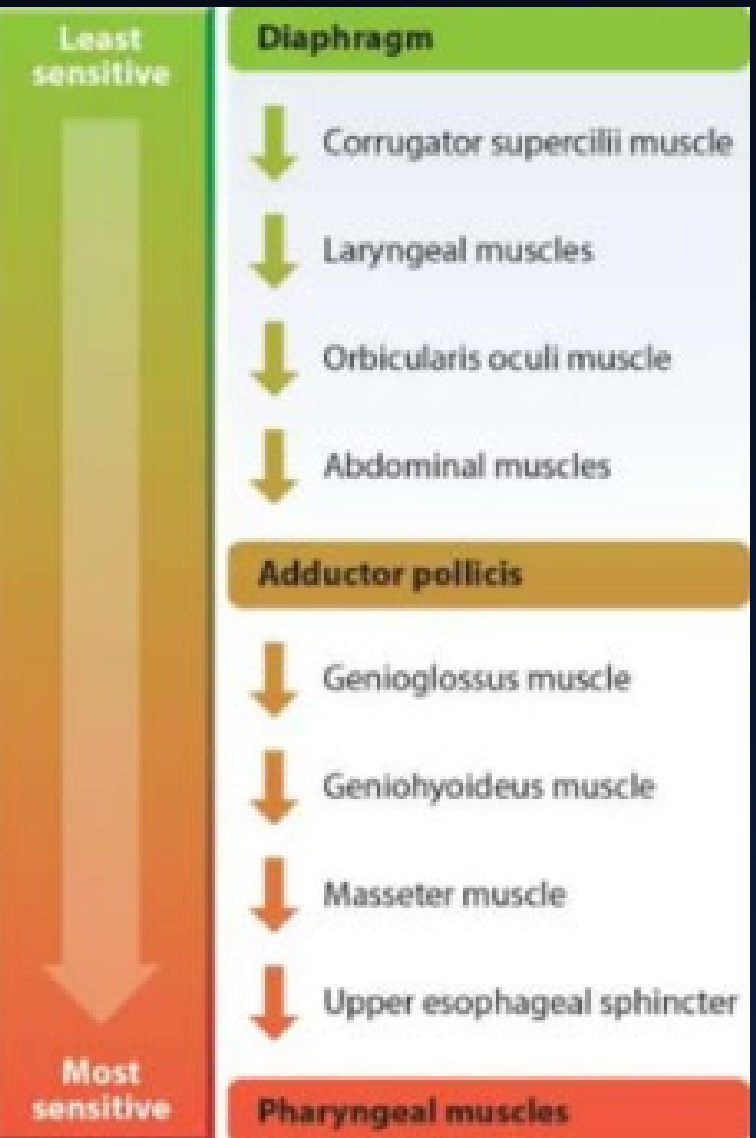 Least
sensitive
Diaphragm
Corrugator supercilii muscle
Laryngeal muscles
Orbicularis oculi muscle
Abdominal muscles
Adductor pollicis
Genioglossus muscle
Geniohyoideus muscle
Masseter muscle
Upper esophageal sphincter
Most
sensitive
Pharyngeal muscles